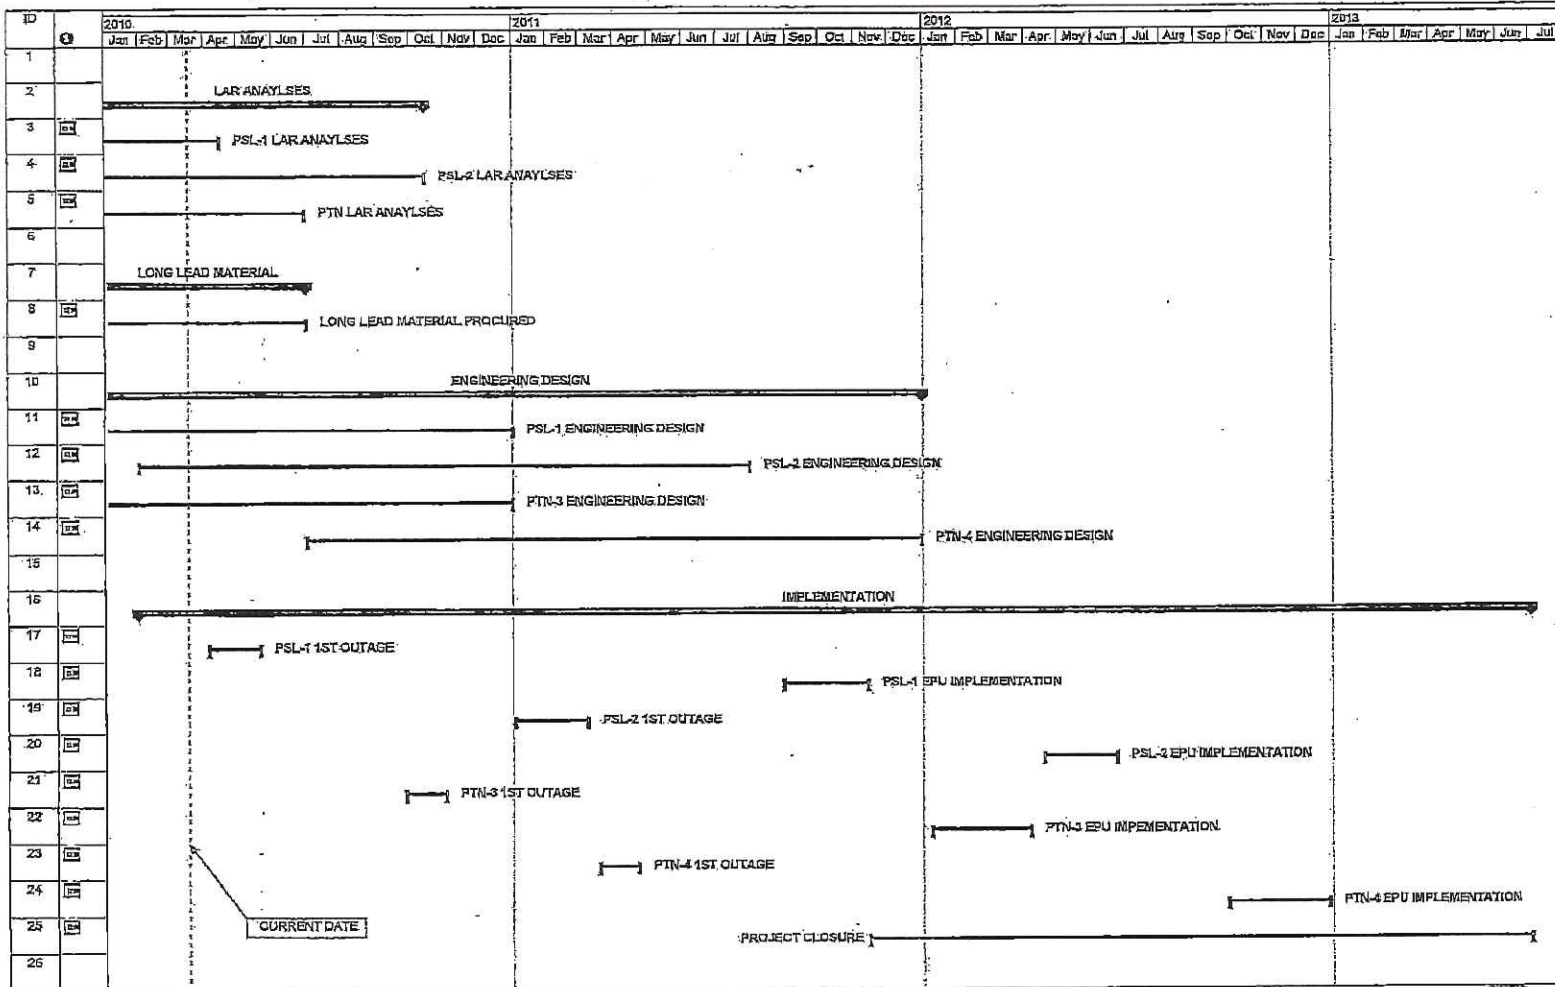 ID
2010 2011 2012 2013
Jan Feb Mar Apr May Jun Jul Aug Sep Oct Nov Dec Jan Feb Mar Apr May Jun Jul Aug Sep Oct Nov Dec Jan Feb Mar Apr May Jun Jul Aug Sep Oct Nov Dec Jan Feb Mar Apr May Jun Jul
1
2 LAR ANAYLSES
3 PSL-1 LAR ANAYLSES
4 PSL-2 LAR ANAYLSES
5 PTN LAR ANAYLSES
6
7 LONG LEAD MATERIAL
8 LONG LEAD MATERIAL PROCURED
9
10 ENGINEERING DESIGN
11 PSL-1 ENGINEERING DESIGN
12 PSL-2 ENGINEERING DESIGN
13 PTN-3 ENGINEERING DESIGN
14 PTN-4 ENGINEERING DESIGN
15
16 IMPLEMENTATION
17 PSL-1 1ST OUTAGE
18 PSL-1 EPU IMPLEMENTATION
19 PSL-2 1ST OUTAGE
20 PSL-2 EPU IMPLEMENTATION
21 PTN-3 1ST OUTAGE
22 PTN-3 EPU IMPEMENTATION
23 PTN-4 1ST OUTAGE
24 PTN-4 EPU IMPLEMENTATION
CURRENT DATE
25 PROJECT CLOSURE
26